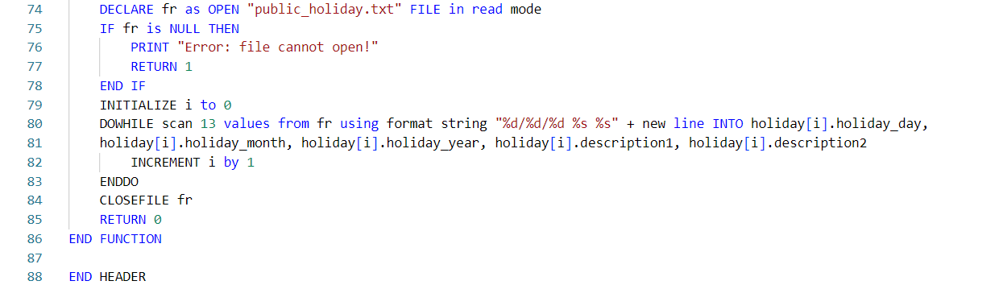 74 DECLARE fr as OPEN "public_holiday.txt" FILE in read mode
75 IF fr is NULL THEN
76 PRINT "Error: file cannot open!"
77 RETURN 1
78 END IF
79 INITIALIZE i to 0
80 DOWHILE scan 13 values from fr using format string "%d/%d/%d %s %s" + new line INTO holiday[i].holiday_day,
81 holiday[i].holiday_month, holiday[i].holiday_year, holiday[i].description1, holiday[i].description2
82 INCREMENT i by 1
83 ENDDO
84 CLOSEFILE fr
85 RETURN 0
86 END FUNCTION
87
88 END HEADER